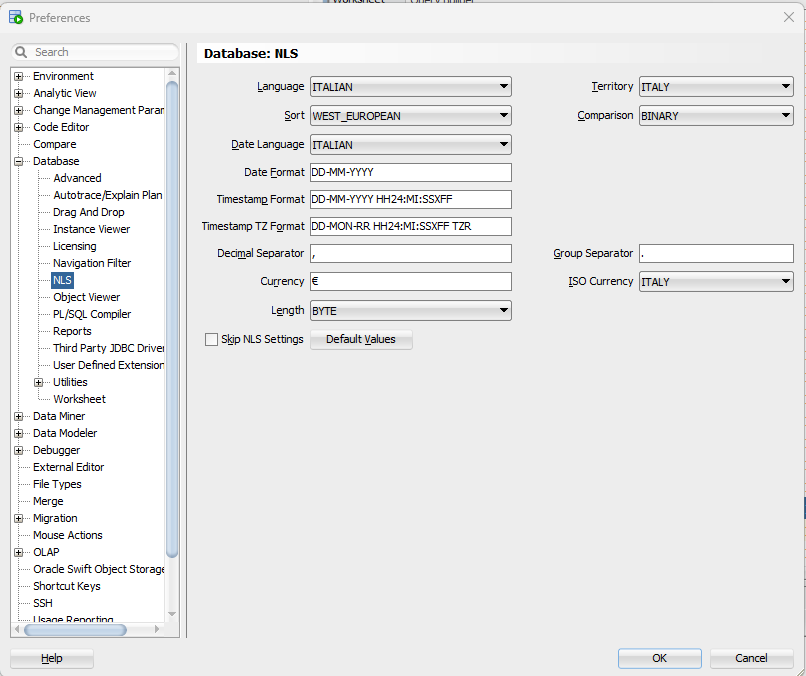 Worksheet Query Builder
Preferences
Search
Environment
Analytic View
Change Management Param
Code Editor
Compare
Database
Advanced
Autotrace/Explain Plan
Drag And Drop
Instance Viewer
Licensing
Navigation Filter
NLS
Object Viewer
PL/SQL Compiler
Reports
Third Party JDBC Driver
User Defined Extension
Utilities
Worksheet
Data Miner
Data Modeler
Debugger
External Editor
File Types
Merge
Migration
Mouse Actions
OLAP
Oracle Swift Object Storage
Shortcut Keys
SSH
Usage Reporting
Database: NLS
Language ITALIAN Territory ITALY
Sort WEST_EUROPEAN Comparison BINARY
Date Language ITALIAN
Date Format DD-MM-YYYY
Timestamp Format DD-MM-YYYY HH24:MI:SSXFF
Timestamp TZ Format DD-MON-RR HH24:MI:SSXFF TZR
Decimal Separator , Group Separator .
Currency € ISO Currency ITALY
Length BYTE
Skip NLS Settings Default Values
Help OK Cancel